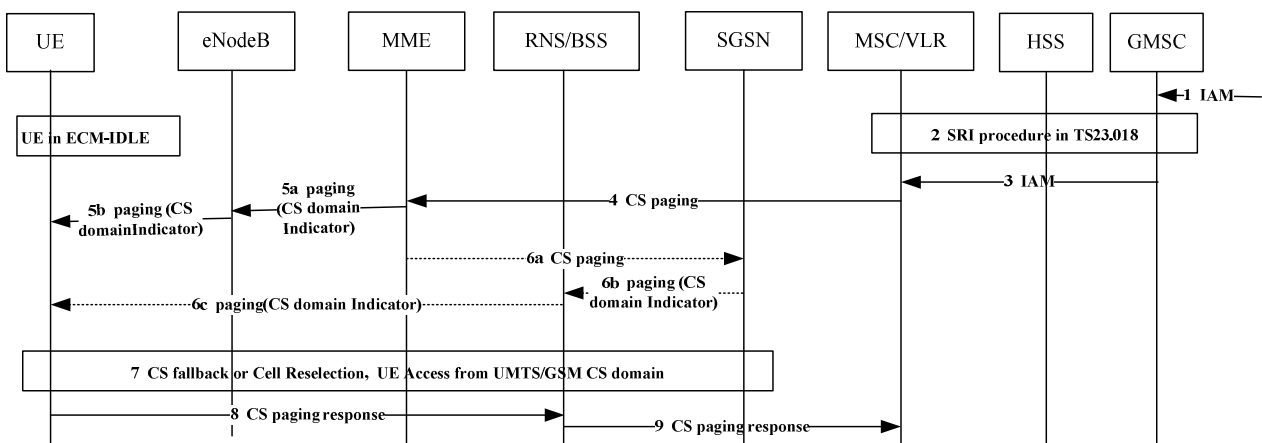 UE
eNodeB
MME
RNS/BSS
SGSN
MSC/VLR
HSS
GMSC
1 IAM
UE in ECM-IDLE
2 SRI procedure in TS23.018
3 IAM
4 CS paging
5a paging
(CS domain
Indicator)
5b paging (CS
domainIndicator)
6a CS paging
6b paging (CS
domain Indicator)
6c paging(CS domain Indicator)
7 CS fallback or Cell Reselection, UE Access from UMTS/GSM CS domain
8 CS paging response
9 CS paging response